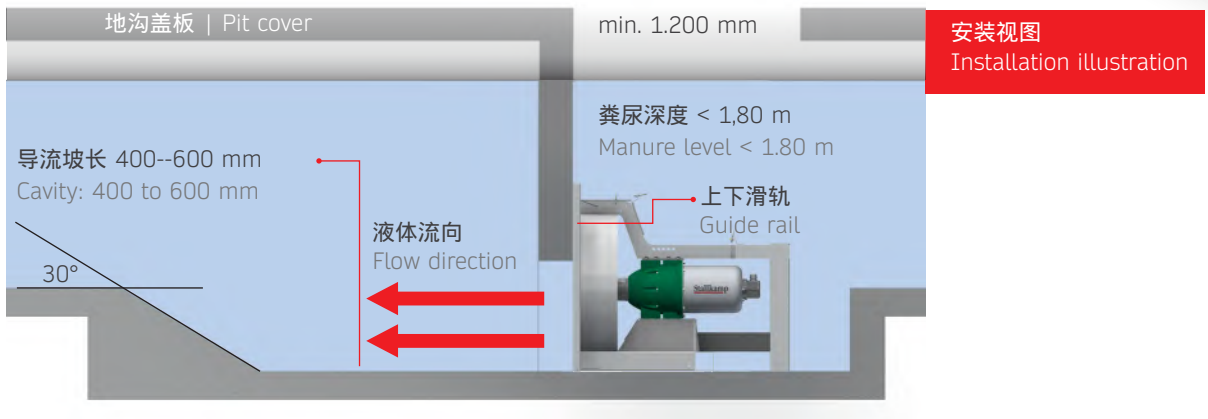 地沟盖板 | Pit cover
min. 1.200 mm
安装视图
Installation illustration
粪尿深度 < 1,80 m
Manure level < 1.80 m
导流坡长 400--600 mm
Cavity: 400 to 600 mm
上下滑轨
Guide rail
液体流向
Flow direction
30°
Stallkamp